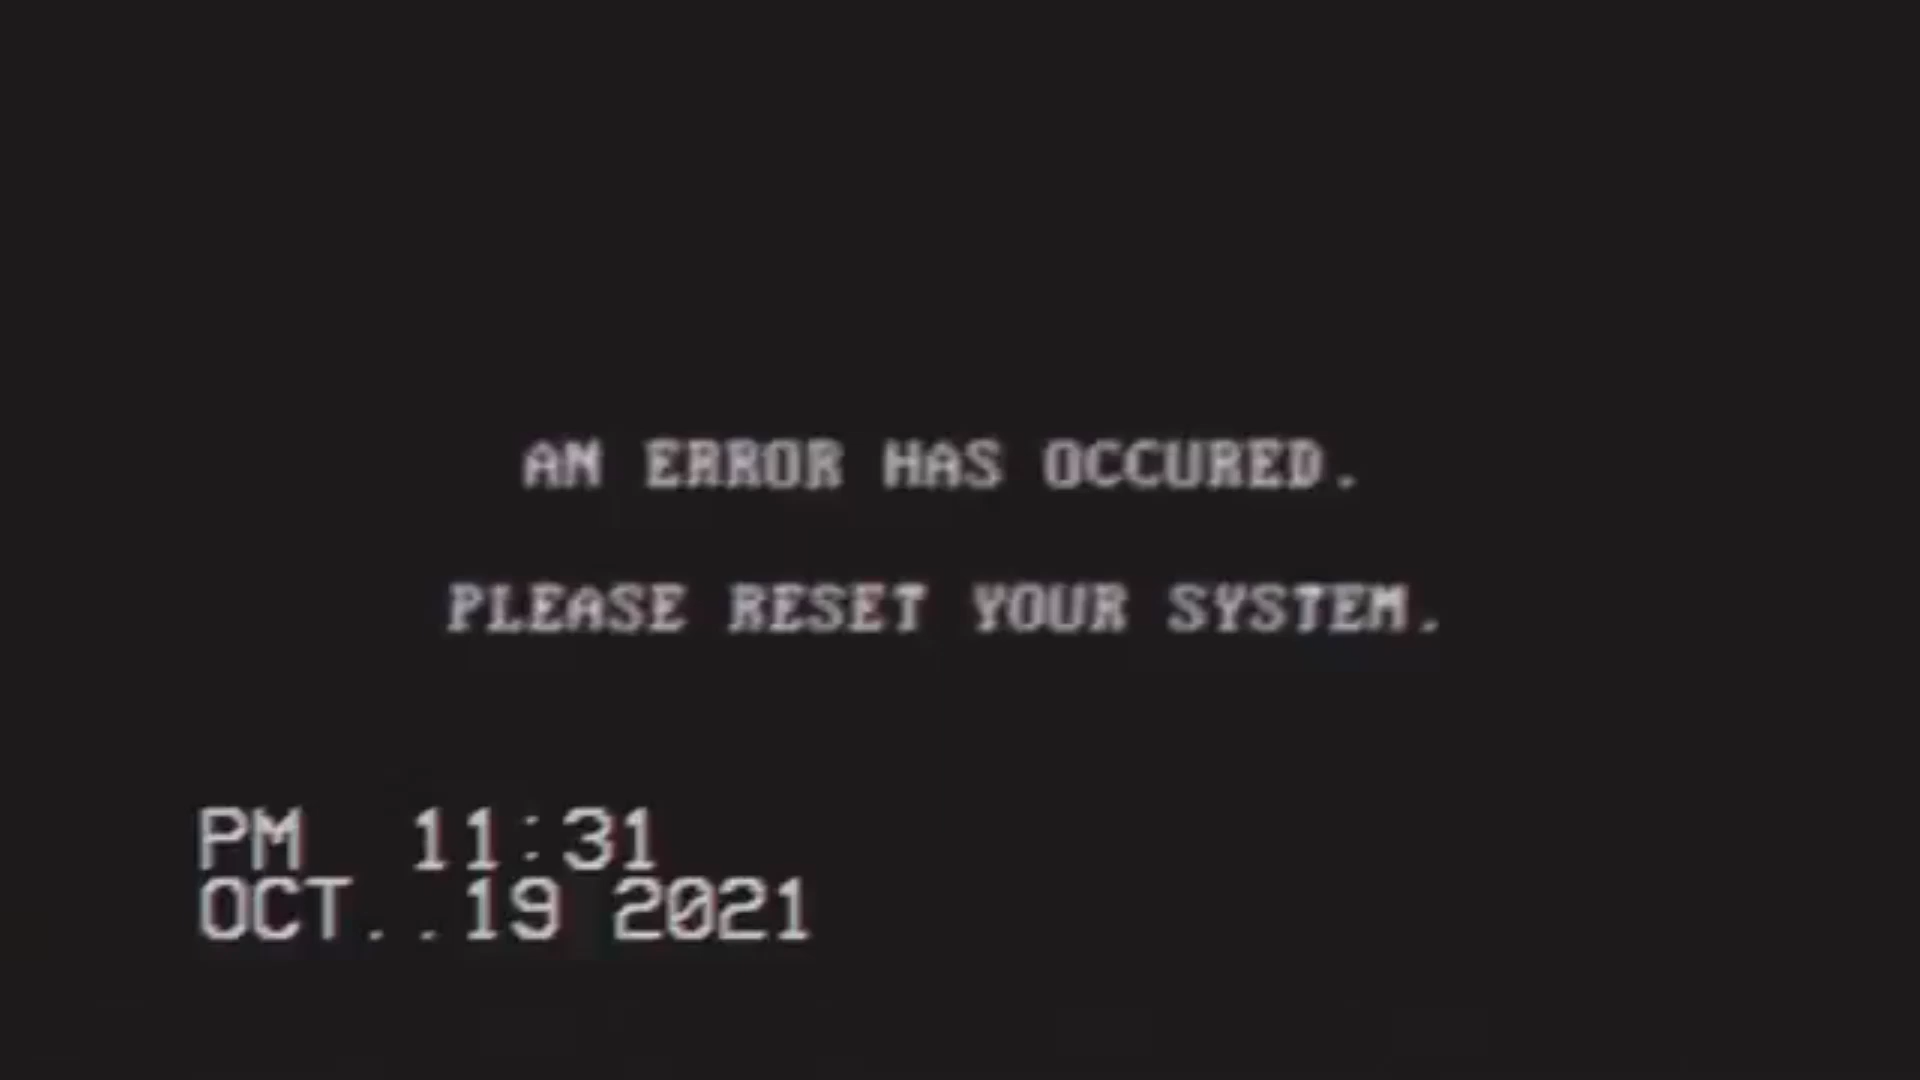 AN ERROR HAS OCCURED.
PLEASE RESET YOUR SYSTEM.
PM 11:31
OCT..19 2021